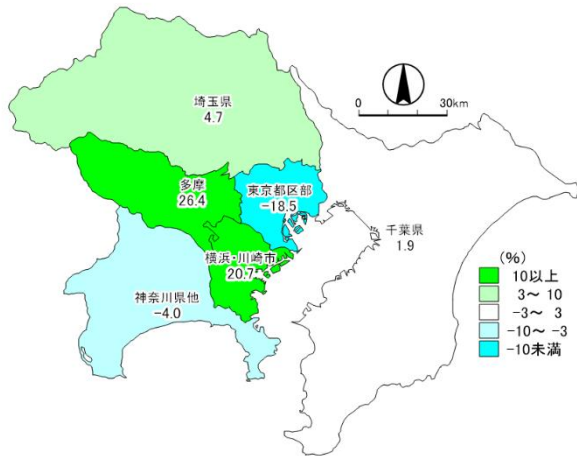 0 30km
埼玉県
4.7
多摩
26.4
東京都区部
-18.5
千葉県
1.9
横浜・川崎市
20.7
神奈川県他
-4.0
(%)
10以上
3～ 10
-3～ 3
-10～ -3
-10未満